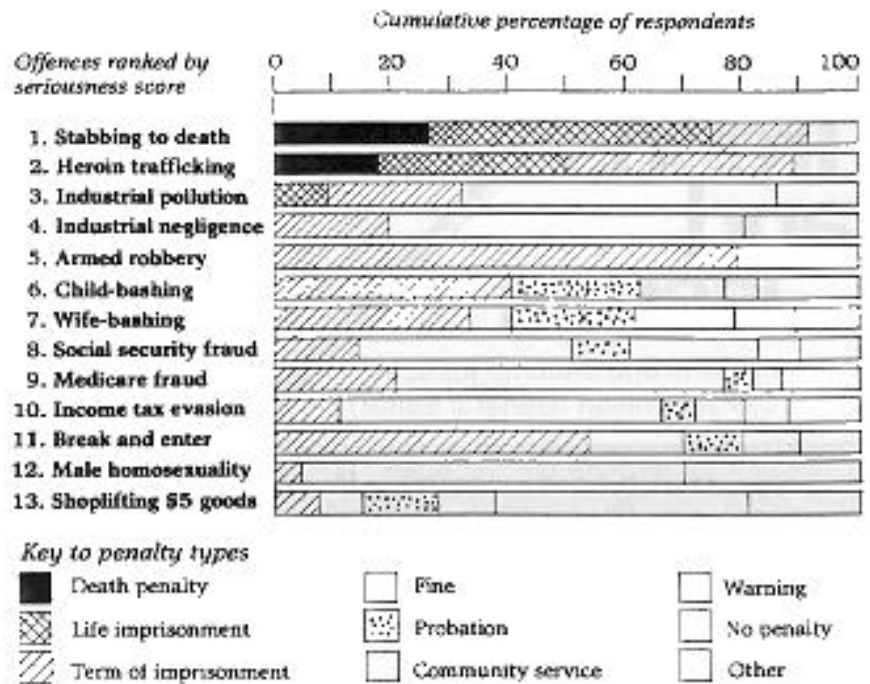 Cumulative percentage of respondents
Offences ranked by
seriousness score
0 20 40 60 80 100
1. Stabbing to death
2. Heroin trafficking
3. Industrial pollution
4. Industrial negligence
5. Armed robbery
6. Child-bashing
7. Wife-bashing
8. Social security fraud
9. Medicare fraud
10. Income tax evasion
11. Break and enter
12. Male homosexuality
13. Shoplifting $5 goods
Key to penalty types
Death penalty
Life imprisonment
Term of imprisonment
Fine
Probation
Community service
Warning
No penalty
Other